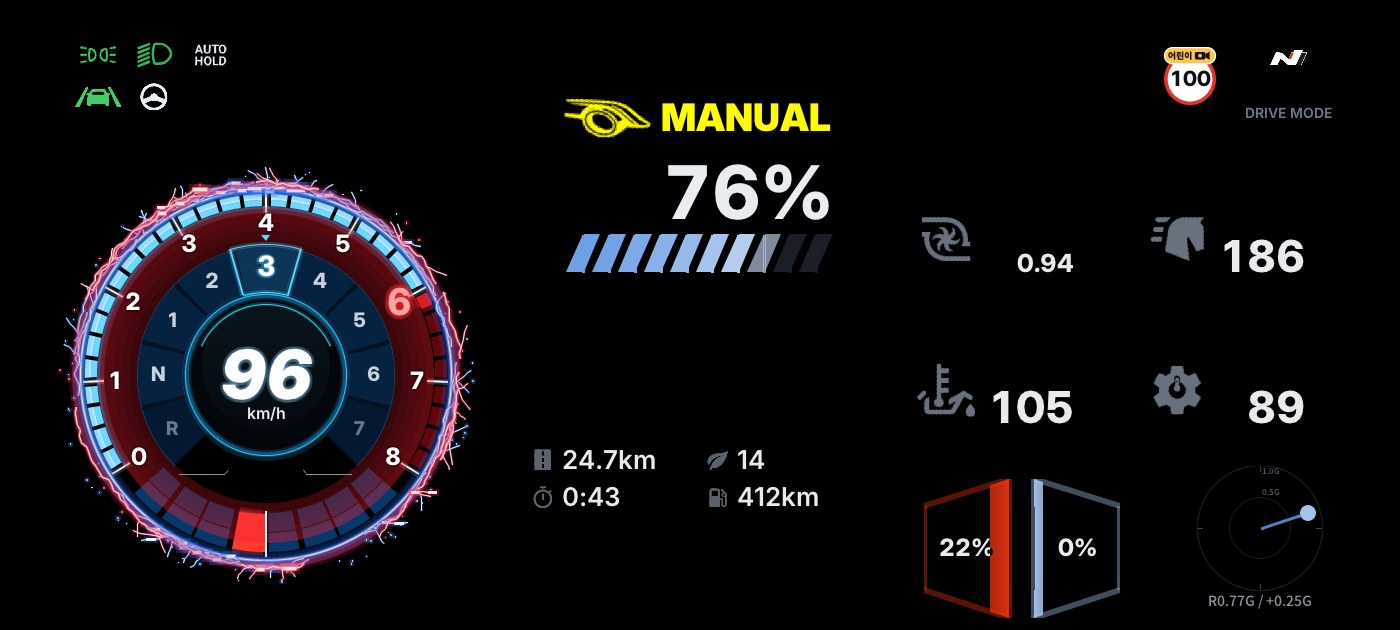 AUTO
HOLD
어린이
100
N
DRIVE MODE
MANUAL
76%
0 1 2 3 4 5 6 7 8
R N 1 2 3 4 5 6 7
96
km/h
0.94
186
105
89
24.7km
14
0:43
412km
22%
0%
1.0G
0.5G
R0.77G / +0.25G